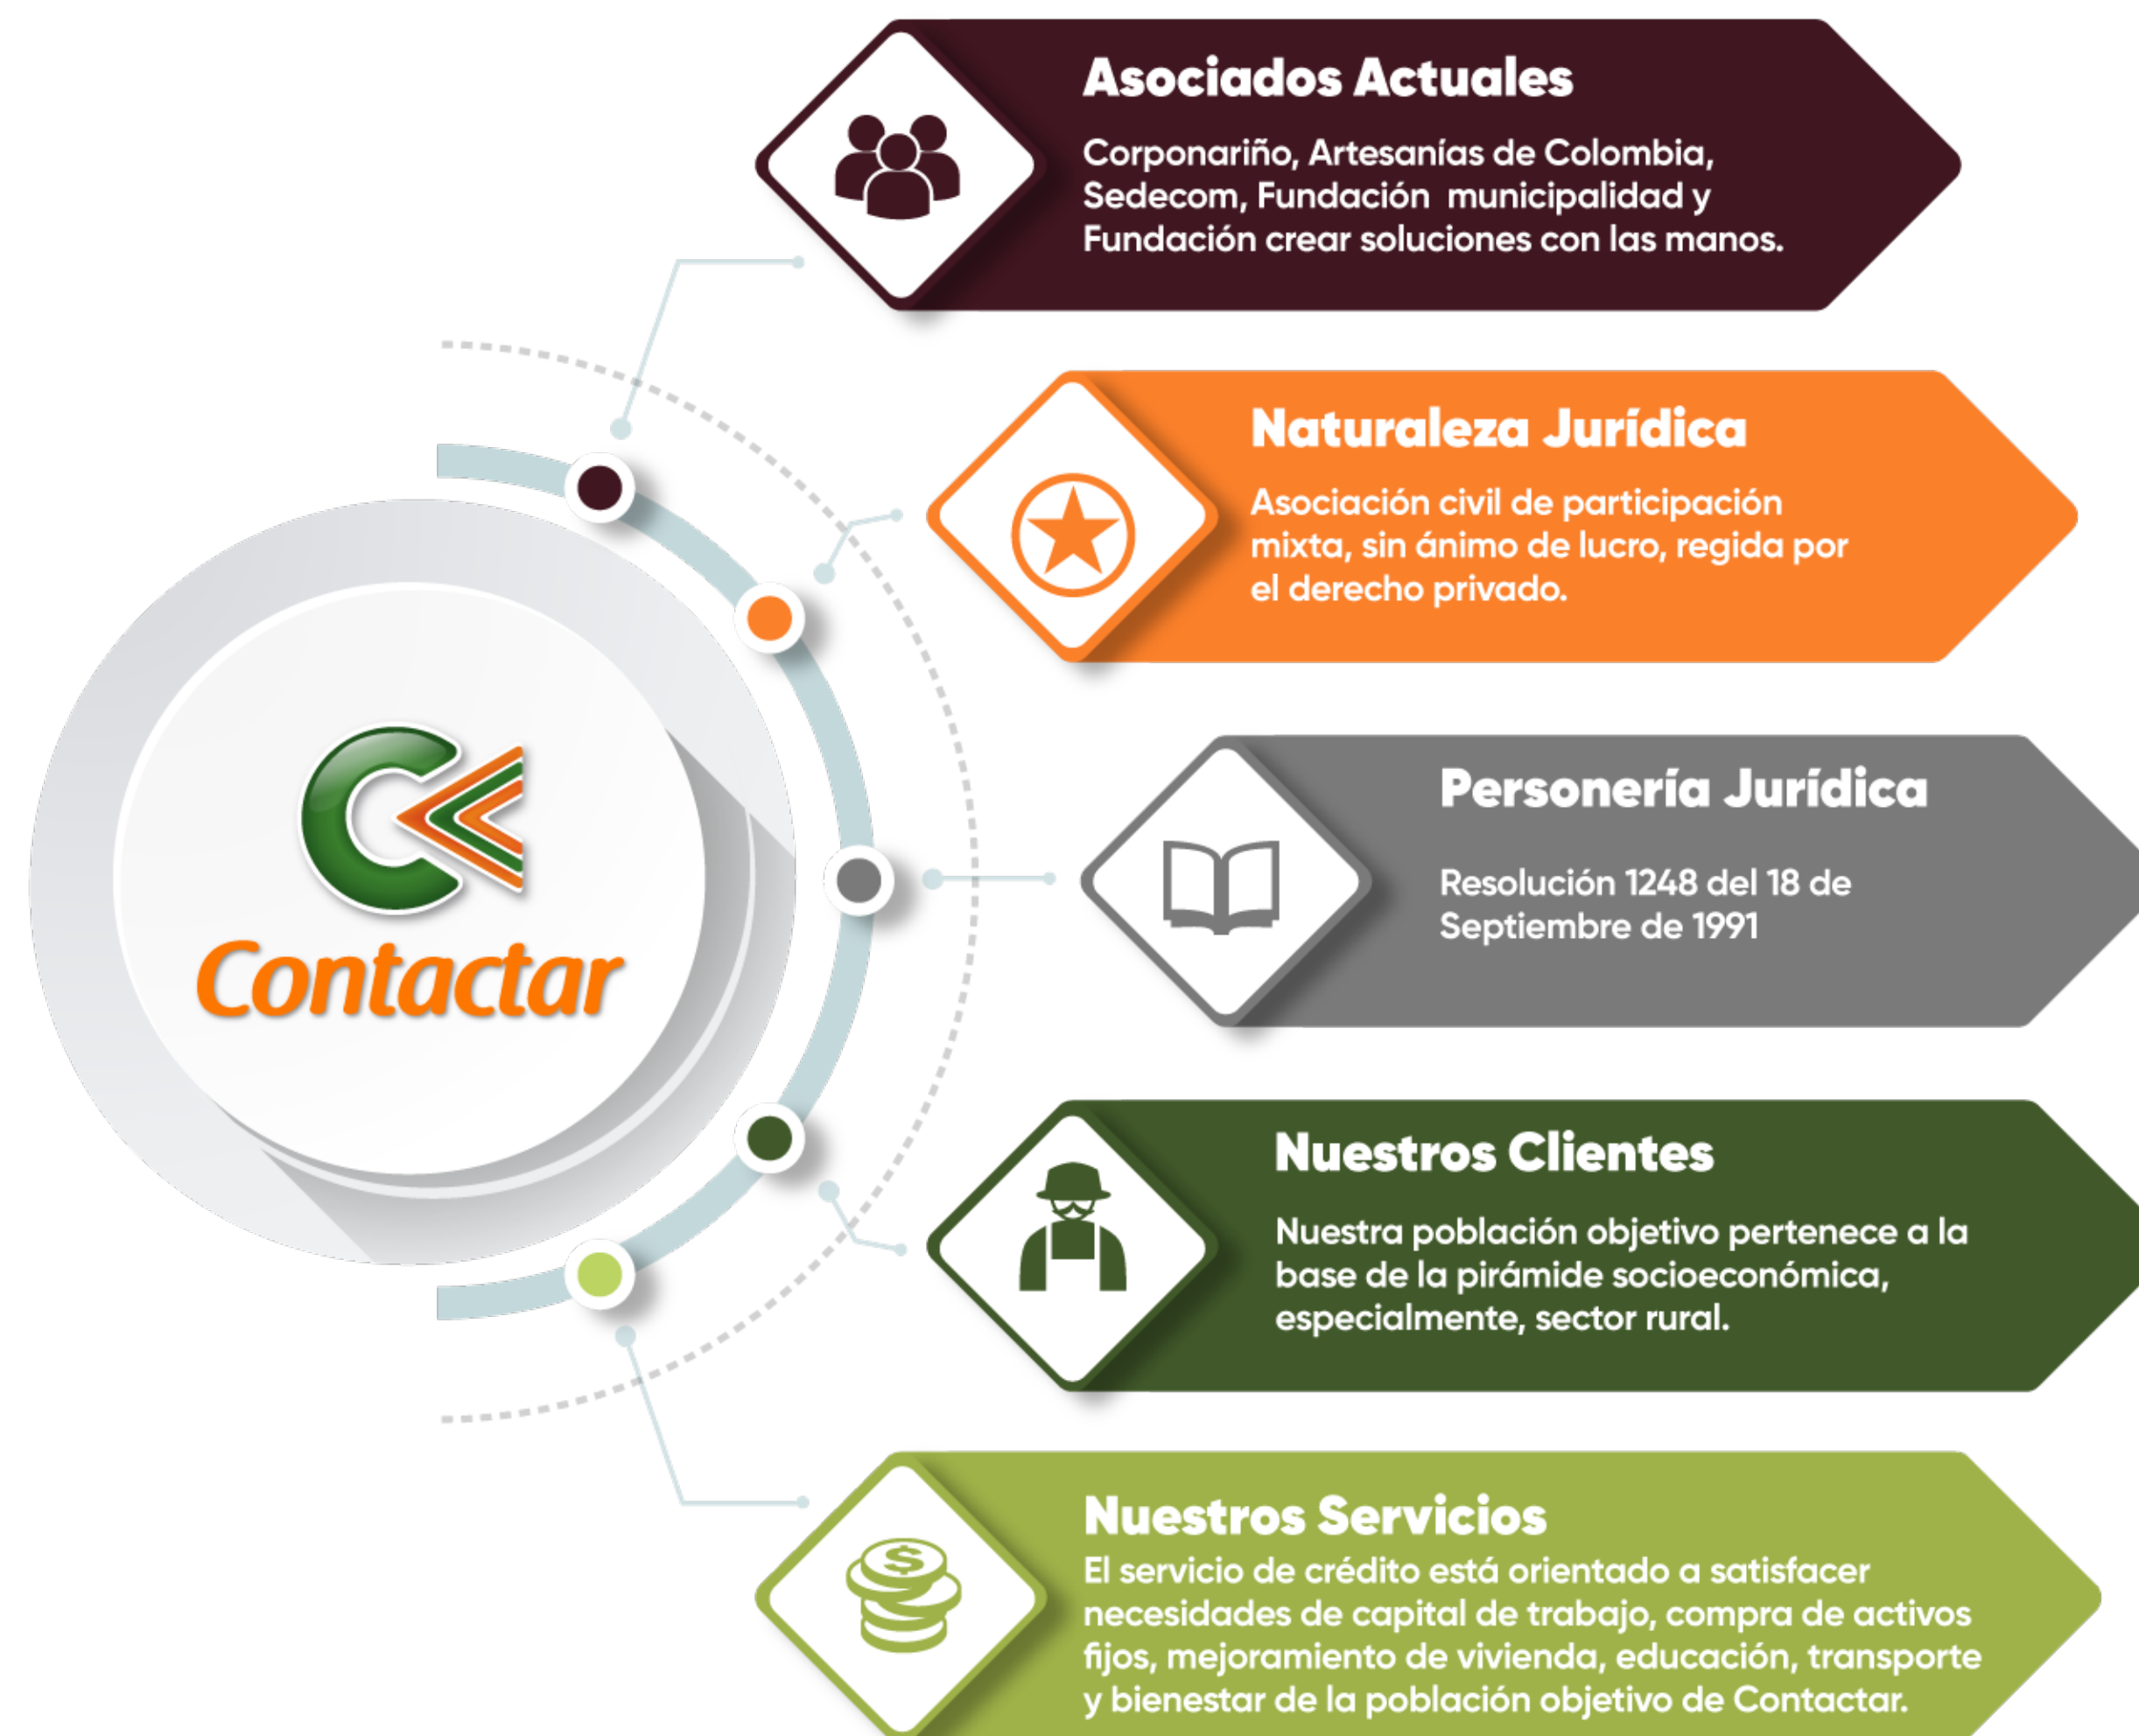 Asociados Actuales
Corponariño, Artesanías de Colombia,
Sedecom, Fundación municipalidad y
Fundación crear soluciones con las manos.
Naturaleza Jurídica
Asociación civil de participación
mixta, sin ánimo de lucro, regida por
el derecho privado.
Contactar
Personería Jurídica
Resolución 1248 del 18 de
Septiembre de 1991
Nuestros Clientes
Nuestra población objetivo pertenece a la
base de la pirámide socioeconómica,
especialmente, sector rural.
Nuestros Servicios
El servicio de crédito está orientado a satisfacer
necesidades de capital de trabajo, compra de activos
fijos, mejoramiento de vivienda, educación, transporte
y bienestar de la población objetivo de Contactar.